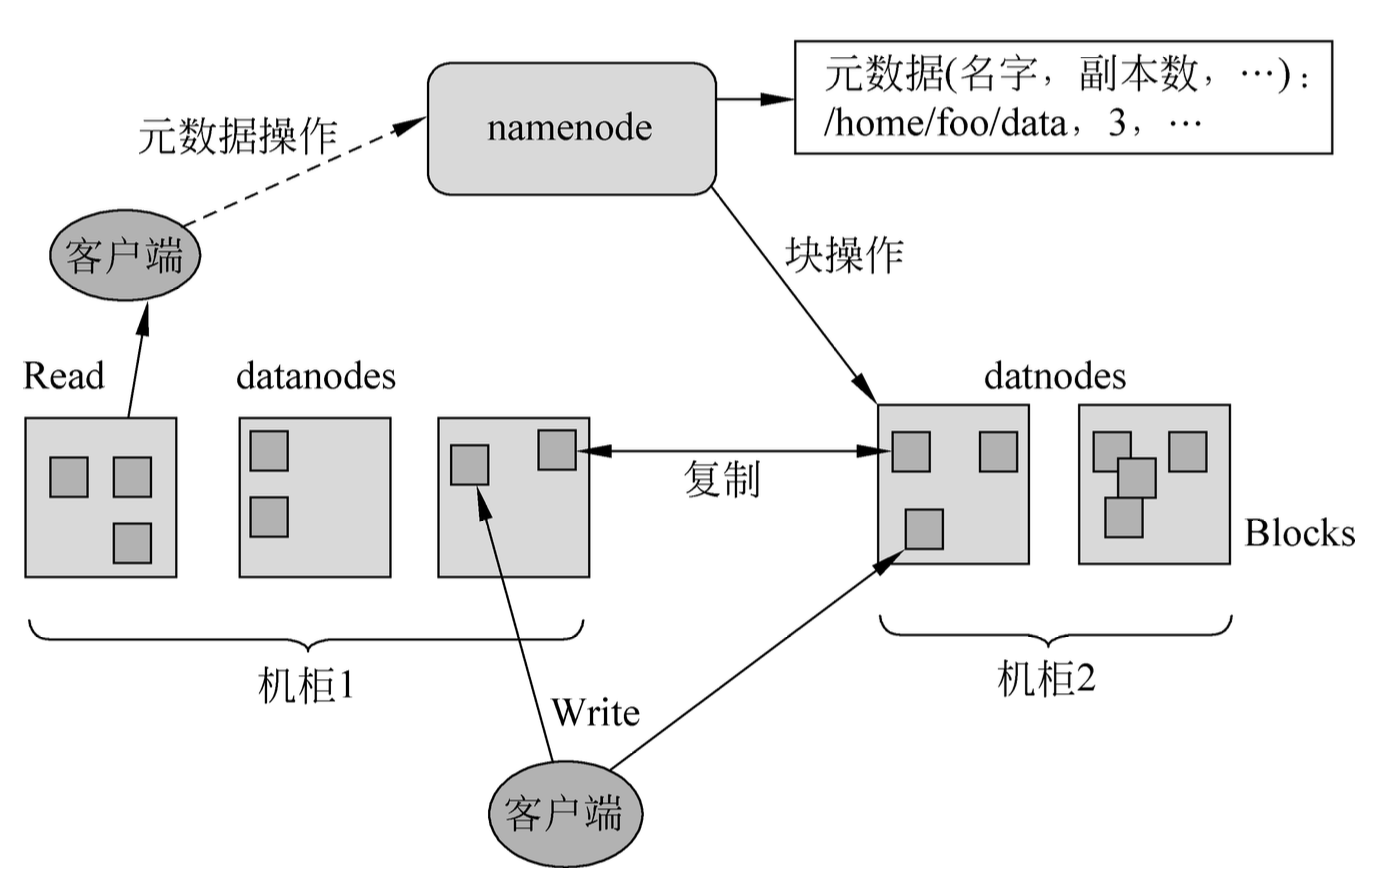 元数据(名字，副本数，…)：
/home/foo/data，3，…
namenode
元数据操作
客户端
块操作
Read
datanodes
datnodes
复制
Blocks
机柜1
机柜2
Write
客户端